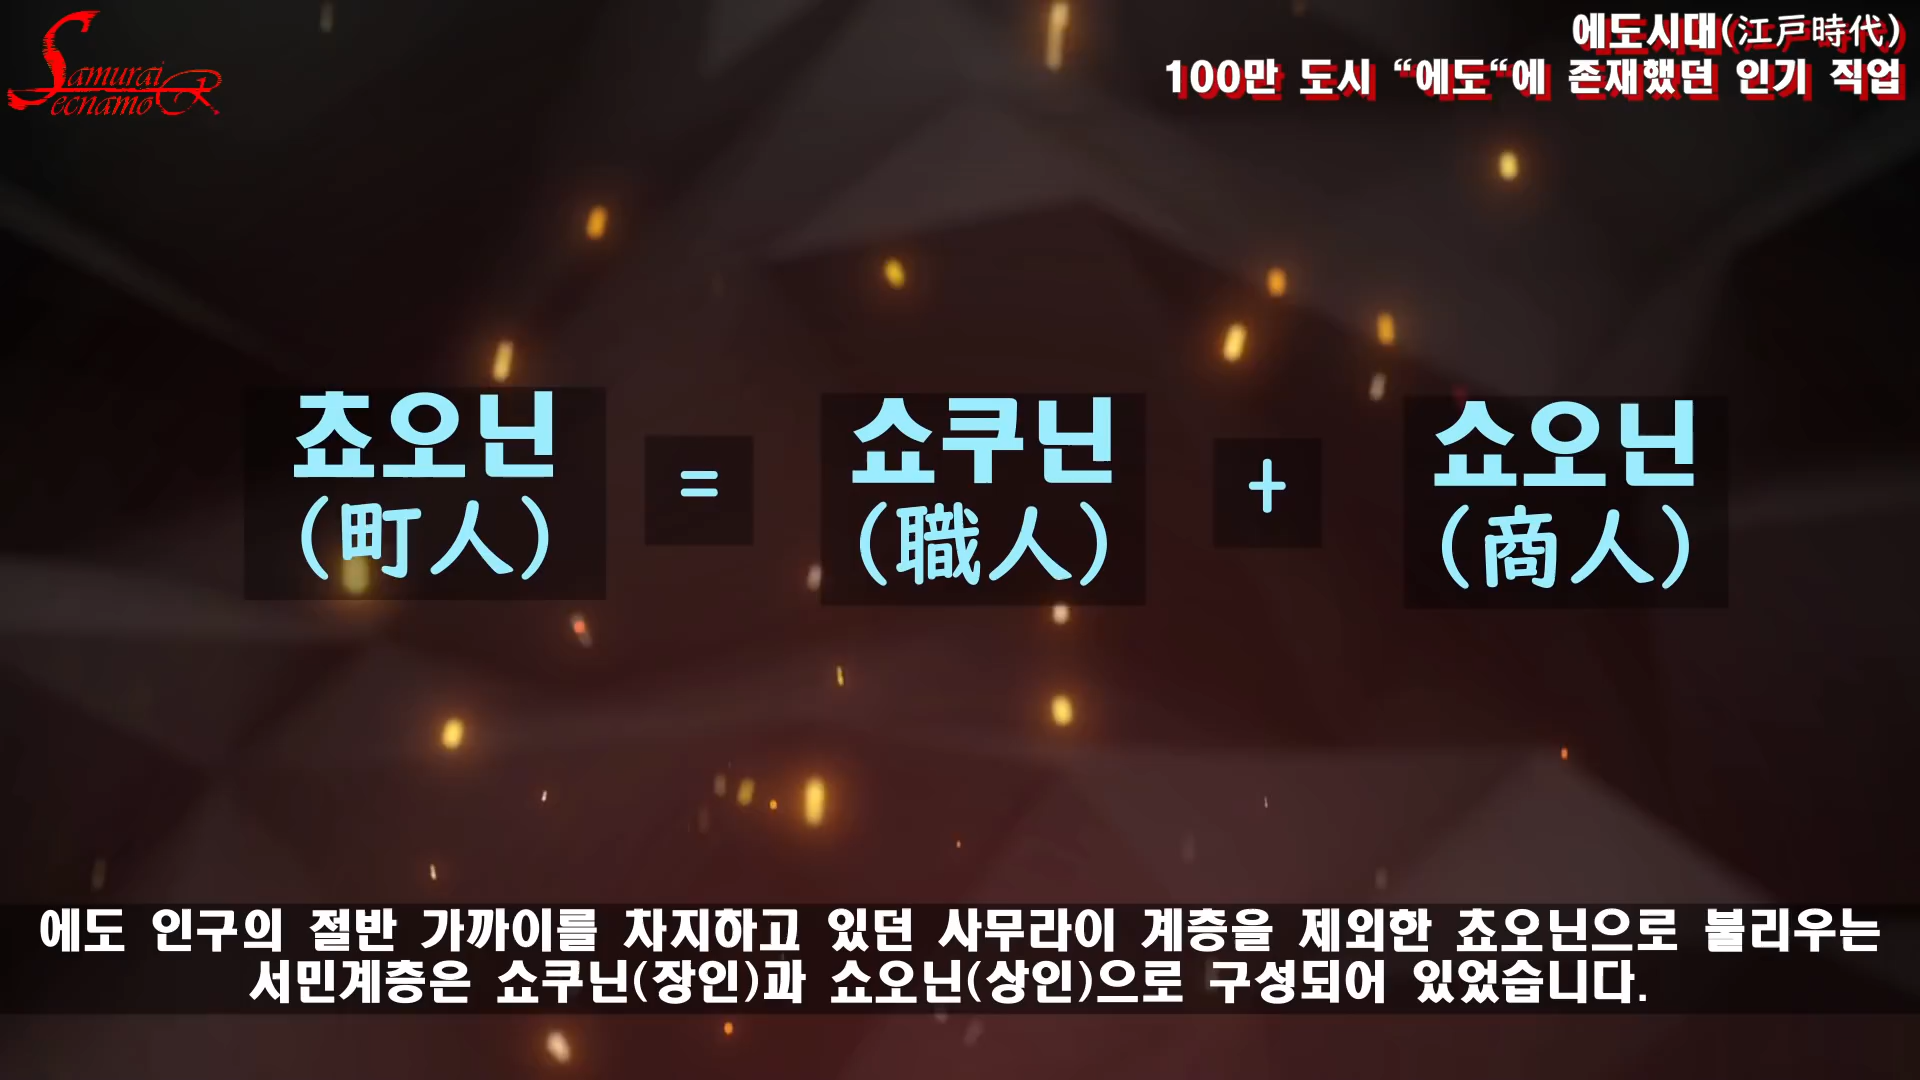 Samurai
Recnamo R
에도시대(江戸時代)
100만 도시 “에도“에 존재했던 인기 직업
쵸오닌 = 쇼쿠닌 + 쇼오닌
(町人) (職人) (商人)
에도 인구의 절반 가까이를 차지하고 있던 사무라이 계층을 제외한 쵸오닌으로 불리우는
서민계층은 쇼쿠닌(장인)과 쇼오닌(상인)으로 구성되어 있었습니다.